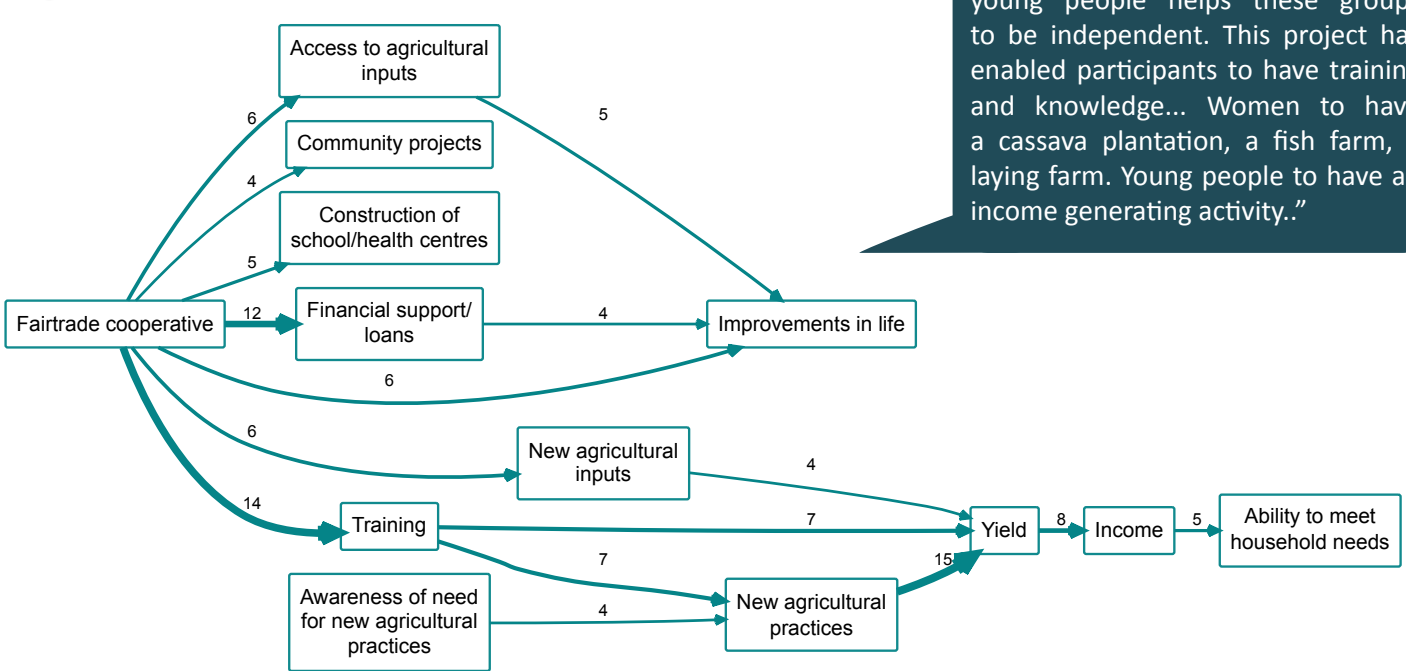 young people helps these
to be independent. This project
enabled participants to have
and knowledge... Women to
a cassava plantation, a fish farm,
laying farm. Young people to have
income generating activity..”
Access to agricultural
inputs
6
5
Community projects
4
Construction of
school/health centres
5
Fairtrade cooperative
12
Financial support/
loans
4
Improvements in life
6
6
New agricultural
inputs
4
14
Training
7
7
Yield
8
Income
5
Ability to meet
household needs
15
Awareness of need
for new agricultural
practices
4
New agricultural
practices